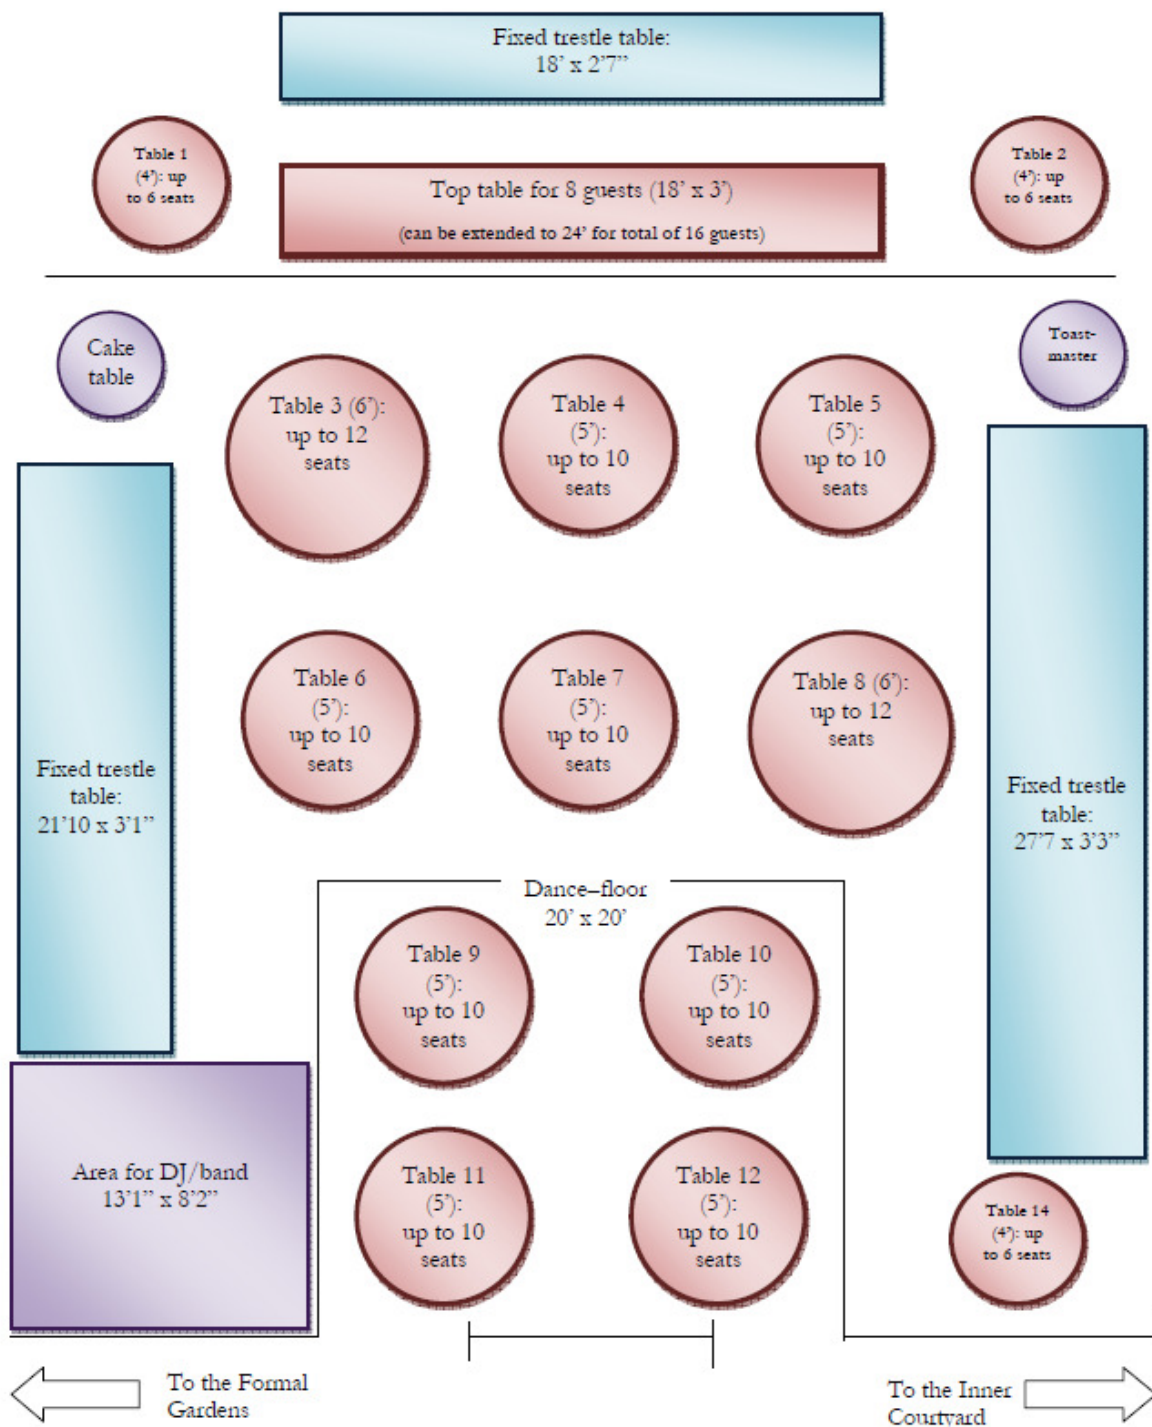 Fixed trestle table:
18' x 2'7”
Table 1
(4'): up
to 6 seats
Top table for 8 guests (18' x 3')
(can be extended to 24' for total of 16 guests)
Table 2
(4'): up
to 6 seats
Cake
table
Toast-
master
Table 3 (6'):
up to 12
seats
Table 4
(5'):
up to 10
seats
Table 5
(5'):
up to 10
seats
Table 6
(5'):
up to 10
seats
Table 7
(5'):
up to 10
seats
Table 8 (6'):
up to 12
seats
Fixed trestle
table:
21'10 x 3'1”
Fixed trestle
table:
27'7 x 3'3”
Dance–floor
20' x 20'
Table 9
(5'):
up to 10
seats
Table 10
(5'):
up to 10
seats
Area for DJ/band
13'1” x 8'2”
Table 11
(5'):
up to 10
seats
Table 12
(5'):
up to 10
seats
Table 14
(4'): up
to 6 seats
To the Formal
Gardens
To the Inner
Courtyard